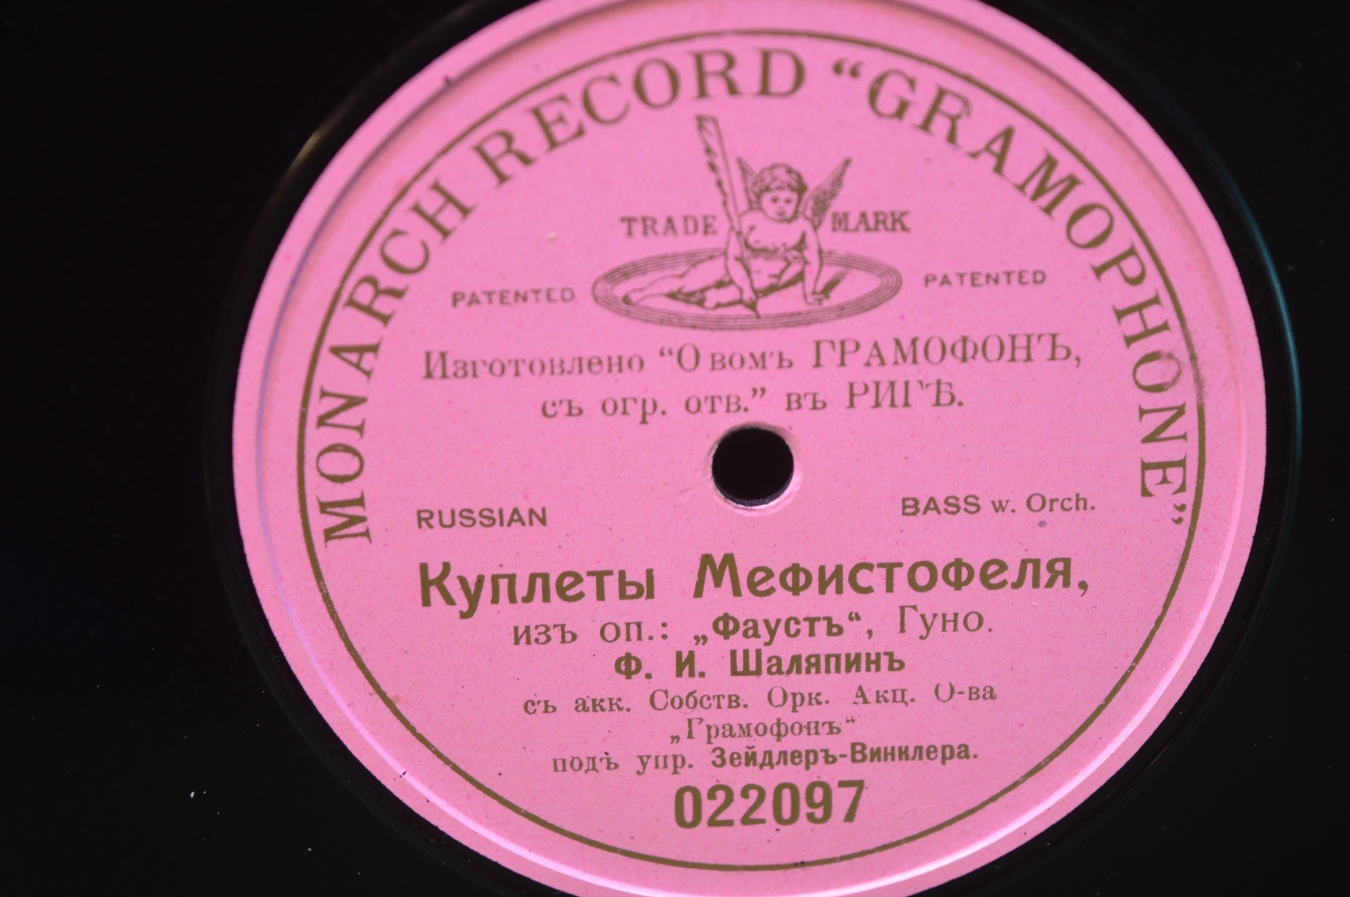 MONARCH RECORD “GRAMOPHONE”
TRADE MARK
PATENTED PATENTED
Изготовлено “О вомъ ГРАМОФОНЪ,
съ огр. отв.” въ РИГѢ.
RUSSIAN BASS w. Orch.
Куплеты Мефистофеля,
изъ оп.: „Фаустъ“, Гуно.
Ф. И. Шаляпинъ
съ акк. Собств. Орк. Акц. О-ва
„Грамофонъ“
подъ упр. Зейдлеръ-Винклера.
022097